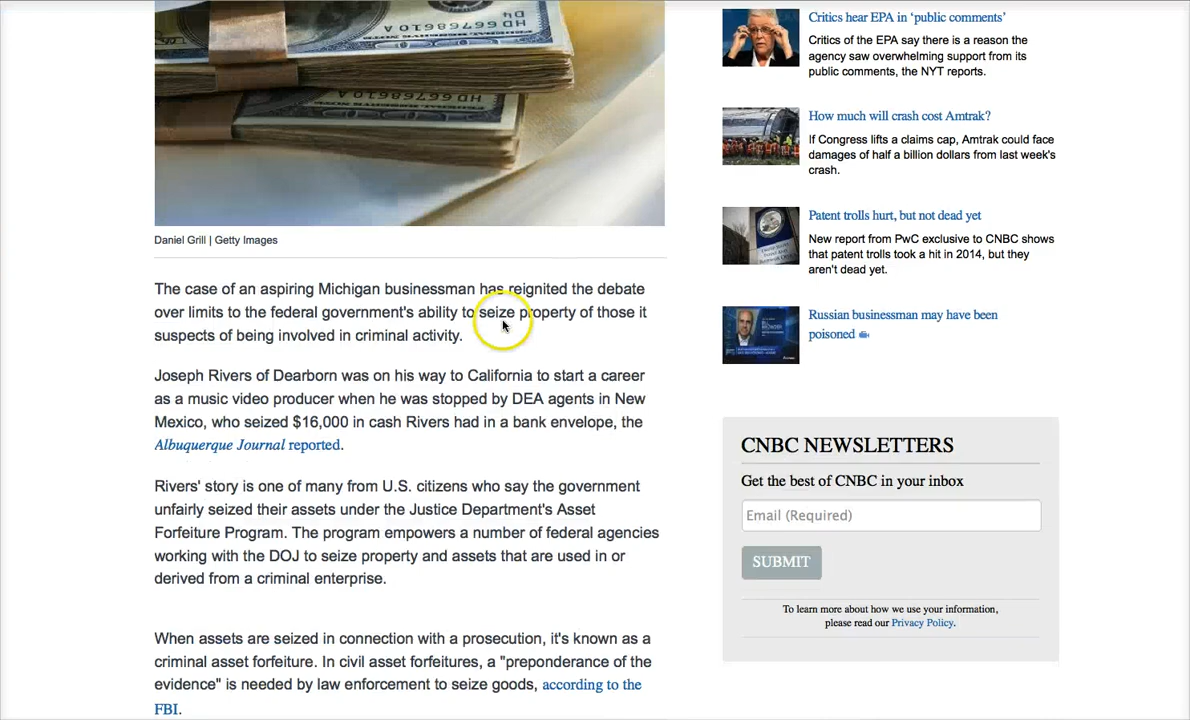 Daniel Grill | Getty Images
The case of an aspiring Michigan businessman has reignited the debate
over limits to the federal government's ability to seize property of those it
suspects of being involved in criminal activity.
Joseph Rivers of Dearborn was on his way to California to start a career
as a music video producer when he was stopped by DEA agents in New
Mexico, who seized $16,000 in cash Rivers had in a bank envelope, the
Albuquerque Journal reported.
Rivers' story is one of many from U.S. citizens who say the government
unfairly seized their assets under the Justice Department's Asset
Forfeiture Program. The program empowers a number of federal agencies
working with the DOJ to seize property and assets that are used in or
derived from a criminal enterprise.
When assets are seized in connection with a prosecution, it's known as a
criminal asset forfeiture. In civil asset forfeitures, a "preponderance of the
evidence" is needed by law enforcement to seize goods, according to the
FBI.
Critics hear EPA in ‘public comments’
Critics of the EPA say there is a reason the
agency saw overwhelming support from its
public comments, the NYT reports.
How much will crash cost Amtrak?
If Congress lifts a claims cap, Amtrak could face
damages of half a billion dollars from last week's
crash.
Patent trolls hurt, but not dead yet
New report from PwC exclusive to CNBC shows
that patent trolls took a hit in 2014, but they
aren't dead yet.
Russian businessman may have been
poisoned
CNBC NEWSLETTERS
Get the best of CNBC in your inbox
Email (Required)
SUBMIT
To learn more about how we use your information,
please read our Privacy Policy.